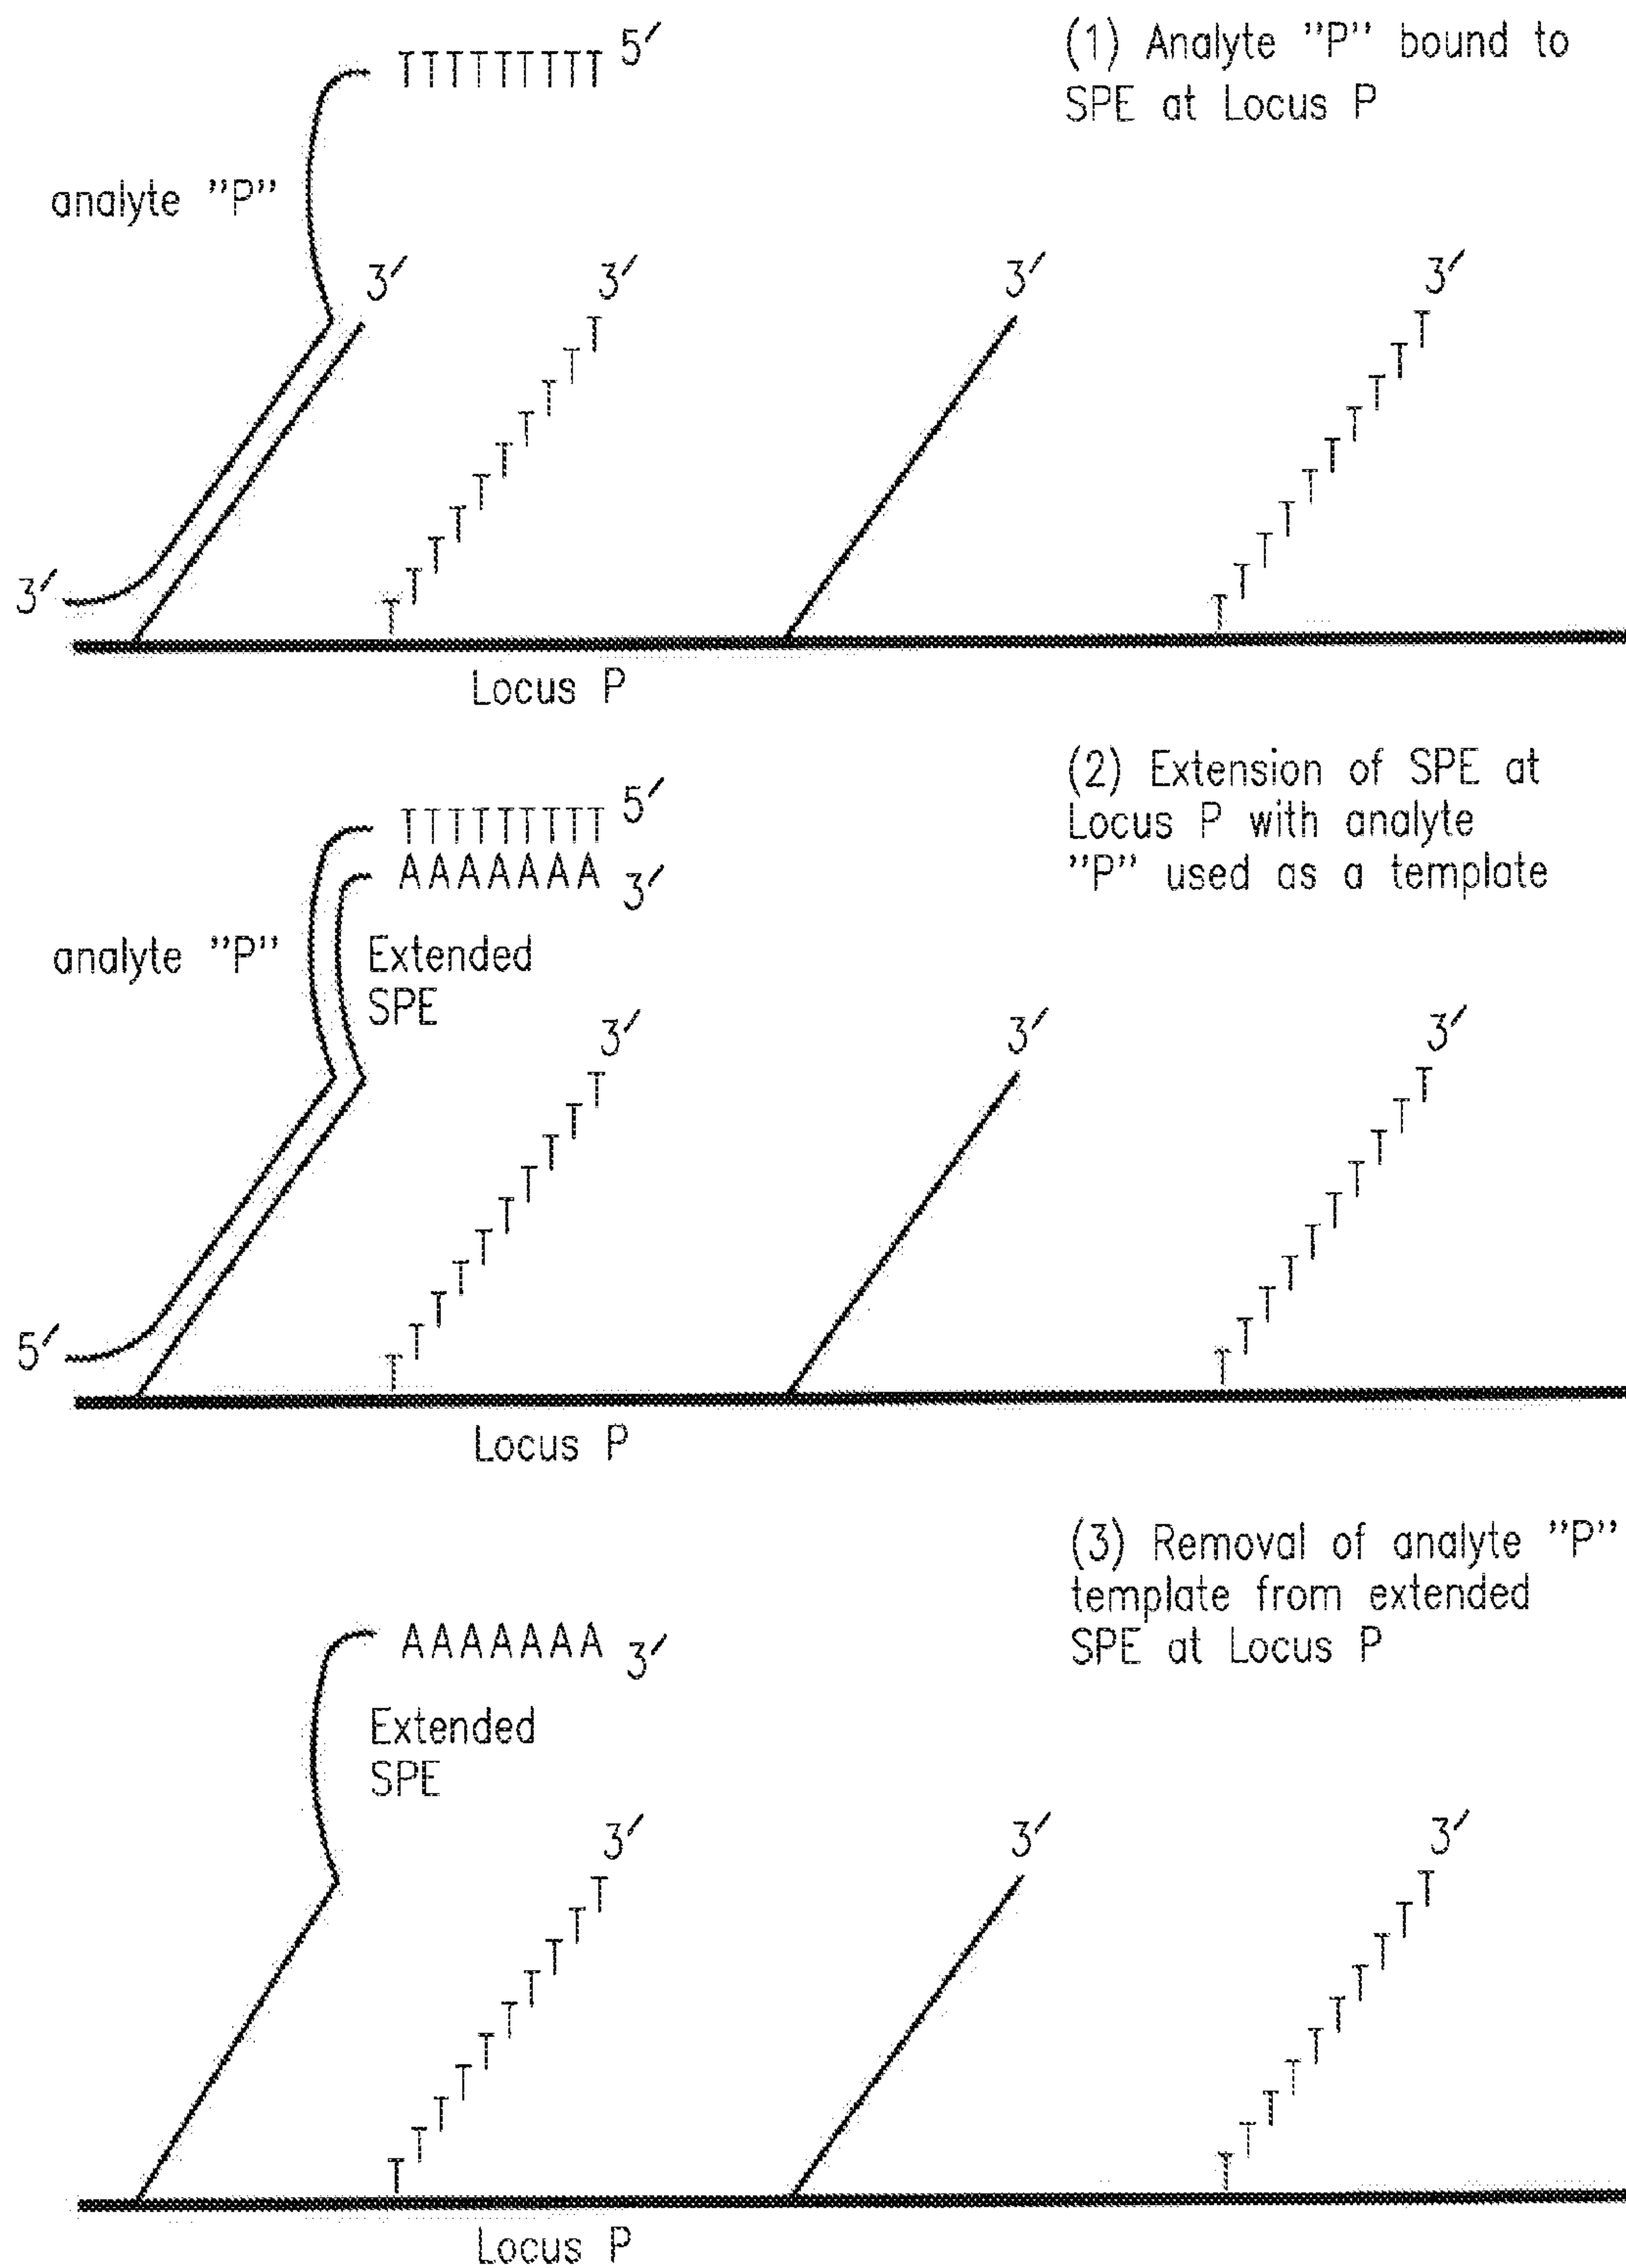 (1) Analyte ”P” bound to
SPE at Locus P
TTTTTTTTT 5′
analyte ”P”
3′
3′
3′
3′
TTTTTTTTTT
TTTTTTTTTT
3′
Locus P
(2) Extension of SPE at
Locus P with analyte
”P” used as a template
TTTTTTTTT 5′
AAAAAAA 3′
analyte ”P”
Extended
SPE
3′
3′
3′
TTTTTTTTTT
TTTTTTTTTT
5′
Locus P
(3) Removal of analyte ”P”
template from extended
SPE at Locus P
AAAAAAA 3′
Extended
SPE
3′
3′
3′
TTTTTTTTTT
TTTTTTTTTT
Locus P